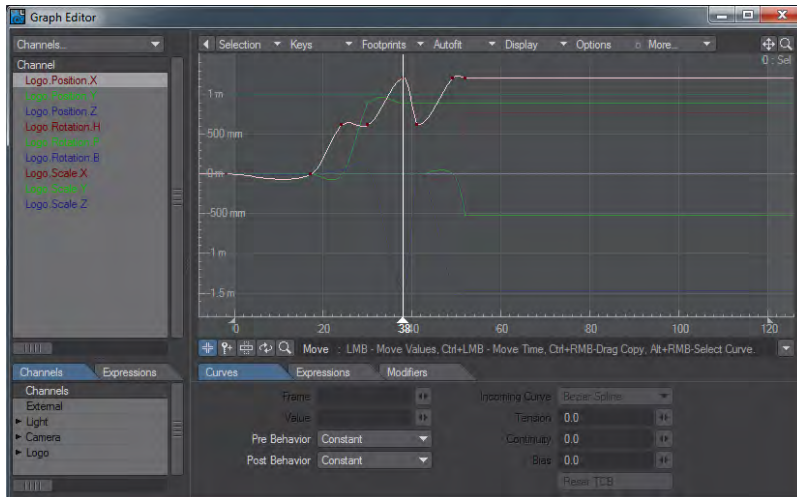 Graph Editor
Channels...
Selection Keys Footprints Autofit Display Options More...
0 : Sel
Channel
Logo.Position.X
Logo.Position.Z
Logo.Rotation.H
Logo.Rotation.B
Logo.Scale.X
Logo.Scale.Z
1 m
500 mm
0 m
-500 mm
-1 m
-1.5 m
0 20 38 40 60 80 100 120
Move : LMB - Move Values, Ctrl+LMB - Move Time, Ctrl+RMB-Drag Copy, Alt+RMB-Select Curve.
Channels Expressions
Curves Expressions Modifiers
Channels
External
Light
Camera
Logo
Frame
Value
Pre Behavior Constant
Post Behavior Constant
Incoming Curve Bezier Spline
Tension 0.0
Continuity 0.0
Bias 0.0
Reset TCB